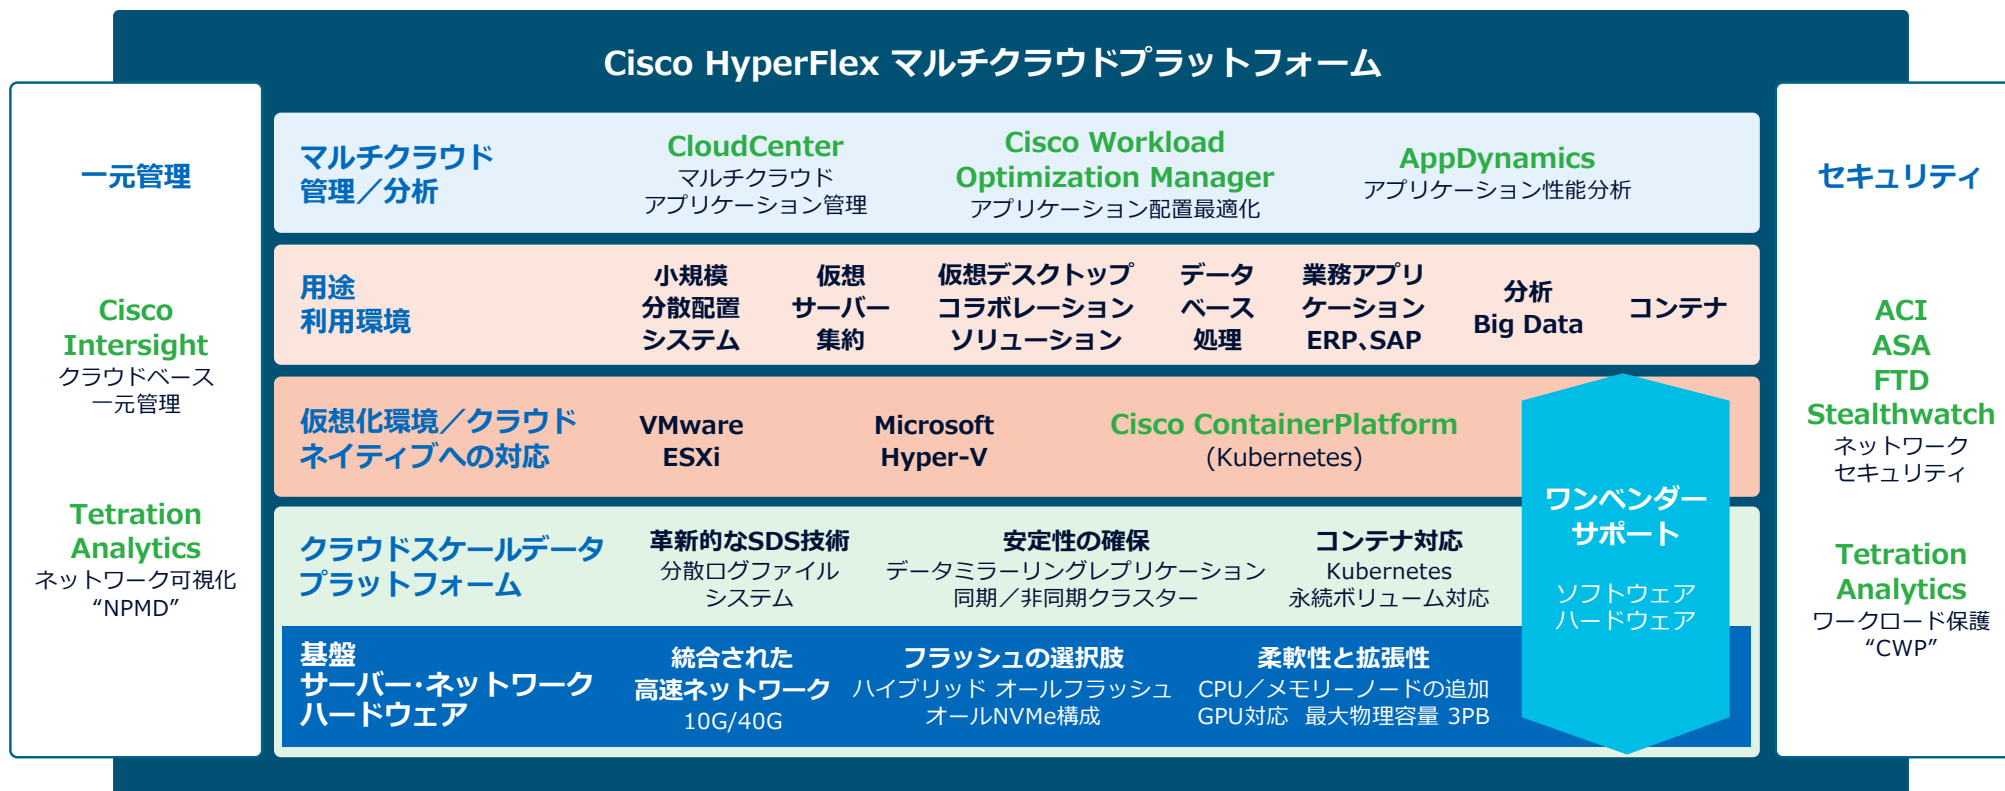 Cisco HyperFlex マルチクラウドプラットフォーム
一元管理
Cisco
Intersight
クラウドベース
一元管理
Tetration
Analytics
ネットワーク可視化
“NPMD”
マルチクラウド
管理／分析
CloudCenter
マルチクラウド
アプリケーション管理
Cisco Workload
Optimization Manager
アプリケーション配置最適化
AppDynamics
アプリケーション性能分析
用途
利用環境
小規模
分散配置
システム
仮想
サーバー
集約
仮想デスクトップ
コラボレーション
ソリューション
データ
ベース
処理
業務アプリ
ケーション
ERP、SAP
分析
Big Data
コンテナ
仮想化環境／クラウド
ネイティブへの対応
VMware
ESXi
Microsoft
Hyper-V
Cisco ContainerPlatform
(Kubernetes)
クラウドスケールデータ
プラットフォーム
革新的なSDS技術
分散ログファイル
システム
安定性の確保
データミラーリングレプリケーション
同期／非同期クラスター
コンテナ対応
Kubernetes
永続ボリューム対応
基盤
サーバー・ネットワーク
ハードウェア
統合された
高速ネットワーク
10G/40G
フラッシュの選択肢
ハイブリッド オールフラッシュ
オールNVMe構成
柔軟性と拡張性
CPU／メモリーノードの追加
GPU対応 最大物理容量 3PB
ワンベンダー
サポート
ソフトウェア
ハードウェア
セキュリティ
ACI
ASA
FTD
Stealthwatch
ネットワーク
セキュリティ
Tetration
Analytics
ワークロード保護
“CWP”